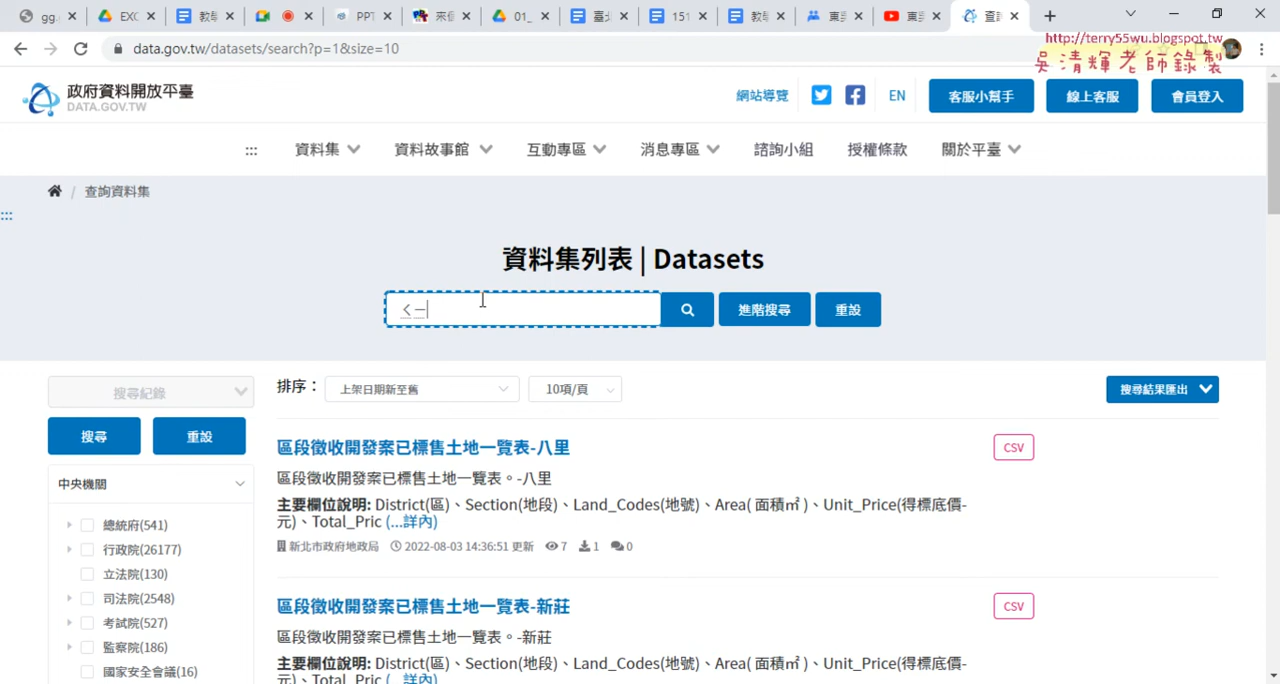 gg.
EXC
教學
PPT
來信
01_
臺北
151
教學
東吳
東吳
查詢
data.gov.tw/datasets/search?p=1&size=10
http://terry55wu.blogspot.tw
吳清輝老師錄製
政府資料開放平臺
DATA.GOV.TW
網站導覽
EN
客服小幫手
線上客服
會員登入
:::
資料集
資料故事館
互動專區
消息專區
諮詢小組
授權條款
關於平臺
/ 查詢資料集
:::
資料集列表 | Datasets
ㄑㄧ
進階搜尋
重設
搜尋紀錄
排序：
上架日期新至舊
10項/頁
搜尋結果匯出
搜尋
重設
中央機關
總統府(541)
行政院(26177)
立法院(130)
司法院(2548)
考試院(527)
監察院(186)
國家安全會議(16)
區段徵收開發案已標售土地一覽表-八里
CSV
區段徵收開發案已標售土地一覽表。-八里
主要欄位說明: District(區)、Section(地段)、Land_Codes(地號)、Area( 面積㎡)、Unit_Price(得標底價-
元)、Total_Pric (...詳內)
新北市政府地政局 2022-08-03 14:36:51 更新 7 1 0
區段徵收開發案已標售土地一覽表-新莊
CSV
區段徵收開發案已標售土地一覽表。-新莊
主要欄位說明: District(區)、Section(地段)、Land_Codes(地號)、Area( 面積㎡)、Unit_Price(得標底價-
元)、Total_Pric (...詳內)